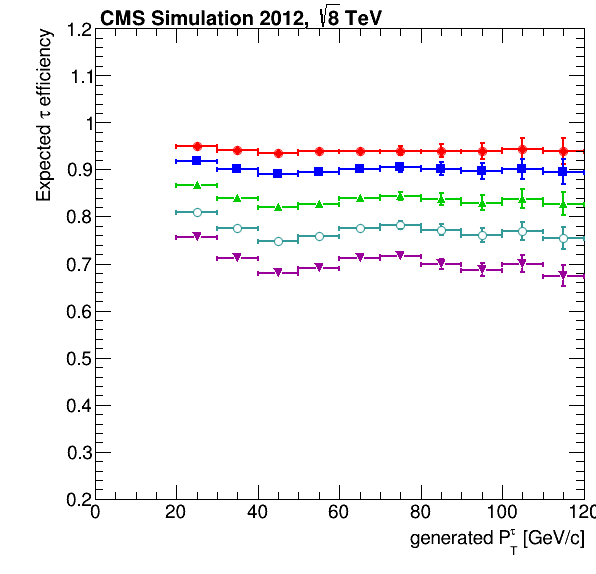 CMS Simulation 2012, √8 TeV
Expected τ efficiency
1.2
1.1
1
0.9
0.8
0.7
0.6
0.5
0.4
0.3
0.2
0 20 40 60 80 100 120
generated P_T^τ [GeV/c]